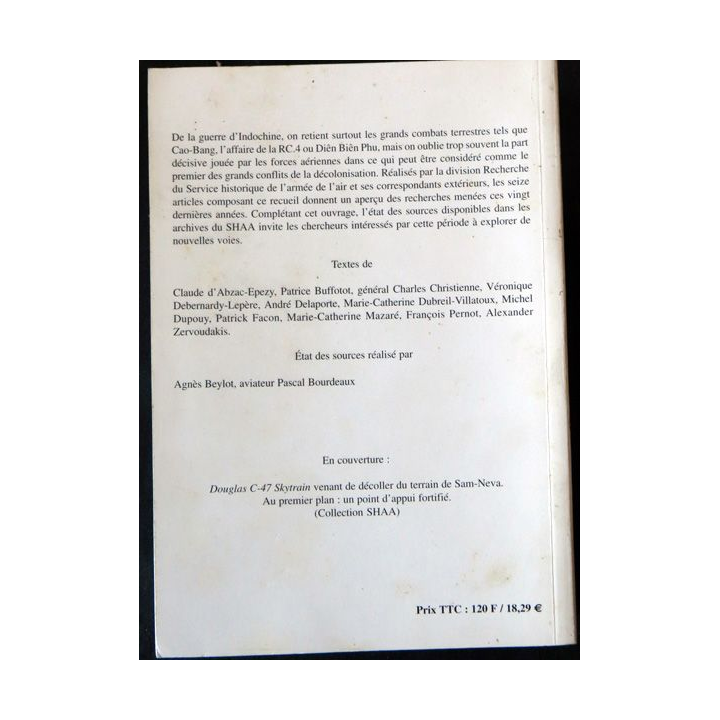 De la guerre d'Indochine, on retient surtout les grands combats terrestres tels que
Cao-Bang, l'affaire de la RC.4 ou Diên Biên Phu, mais on oublie trop souvent la part
décisive jouée par les forces aériennes dans ce qui peut être considéré comme le
premier des grands conflits de la décolonisation. Réalisés par la division Recherche
du Service historique de l'armée de l'air et ses correspondants extérieurs, les seize
articles composant ce recueil donnent un aperçu des recherches menées ces vingt
dernières années. Complétant cet ouvrage, l'état des sources disponibles dans les
archives du SHAA invite les chercheurs intéressés par cette période à explorer de
nouvelles voies.
Textes de
Claude d'Abzac-Epezy, Patrice Buffotot, général Charles Christienne, Véronique
Debernardy-Lepère, André Delaporte, Marie-Catherine Dubreil-Villatoux, Michel
Dupouy, Patrick Facon, Marie-Catherine Mazaré, François Pernot, Alexander
Zervoudakis.
État des sources réalisé par
Agnès Beylot, aviateur Pascal Bourdeaux
En couverture :
Douglas C-47 Skytrain venant de décoller du terrain de Sam-Neva.
Au premier plan : un point d'appui fortifié.
(Collection SHAA)
Prix TTC : 120 F / 18,29 €